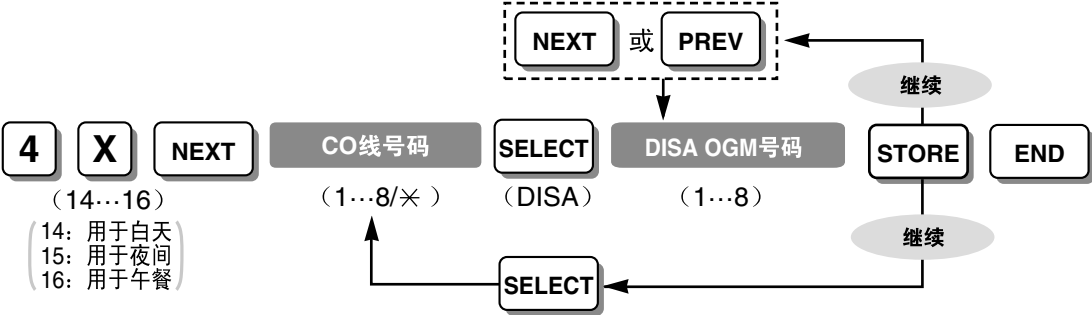 NEXT 或 PREV
继续
4 X NEXT CO线号码 SELECT DISA OGM号码 STORE END
(14…16) (1…8/✳) (DISA) (1…8)
14: 用于白天
15: 用于夜间
16: 用于午餐
继续
SELECT